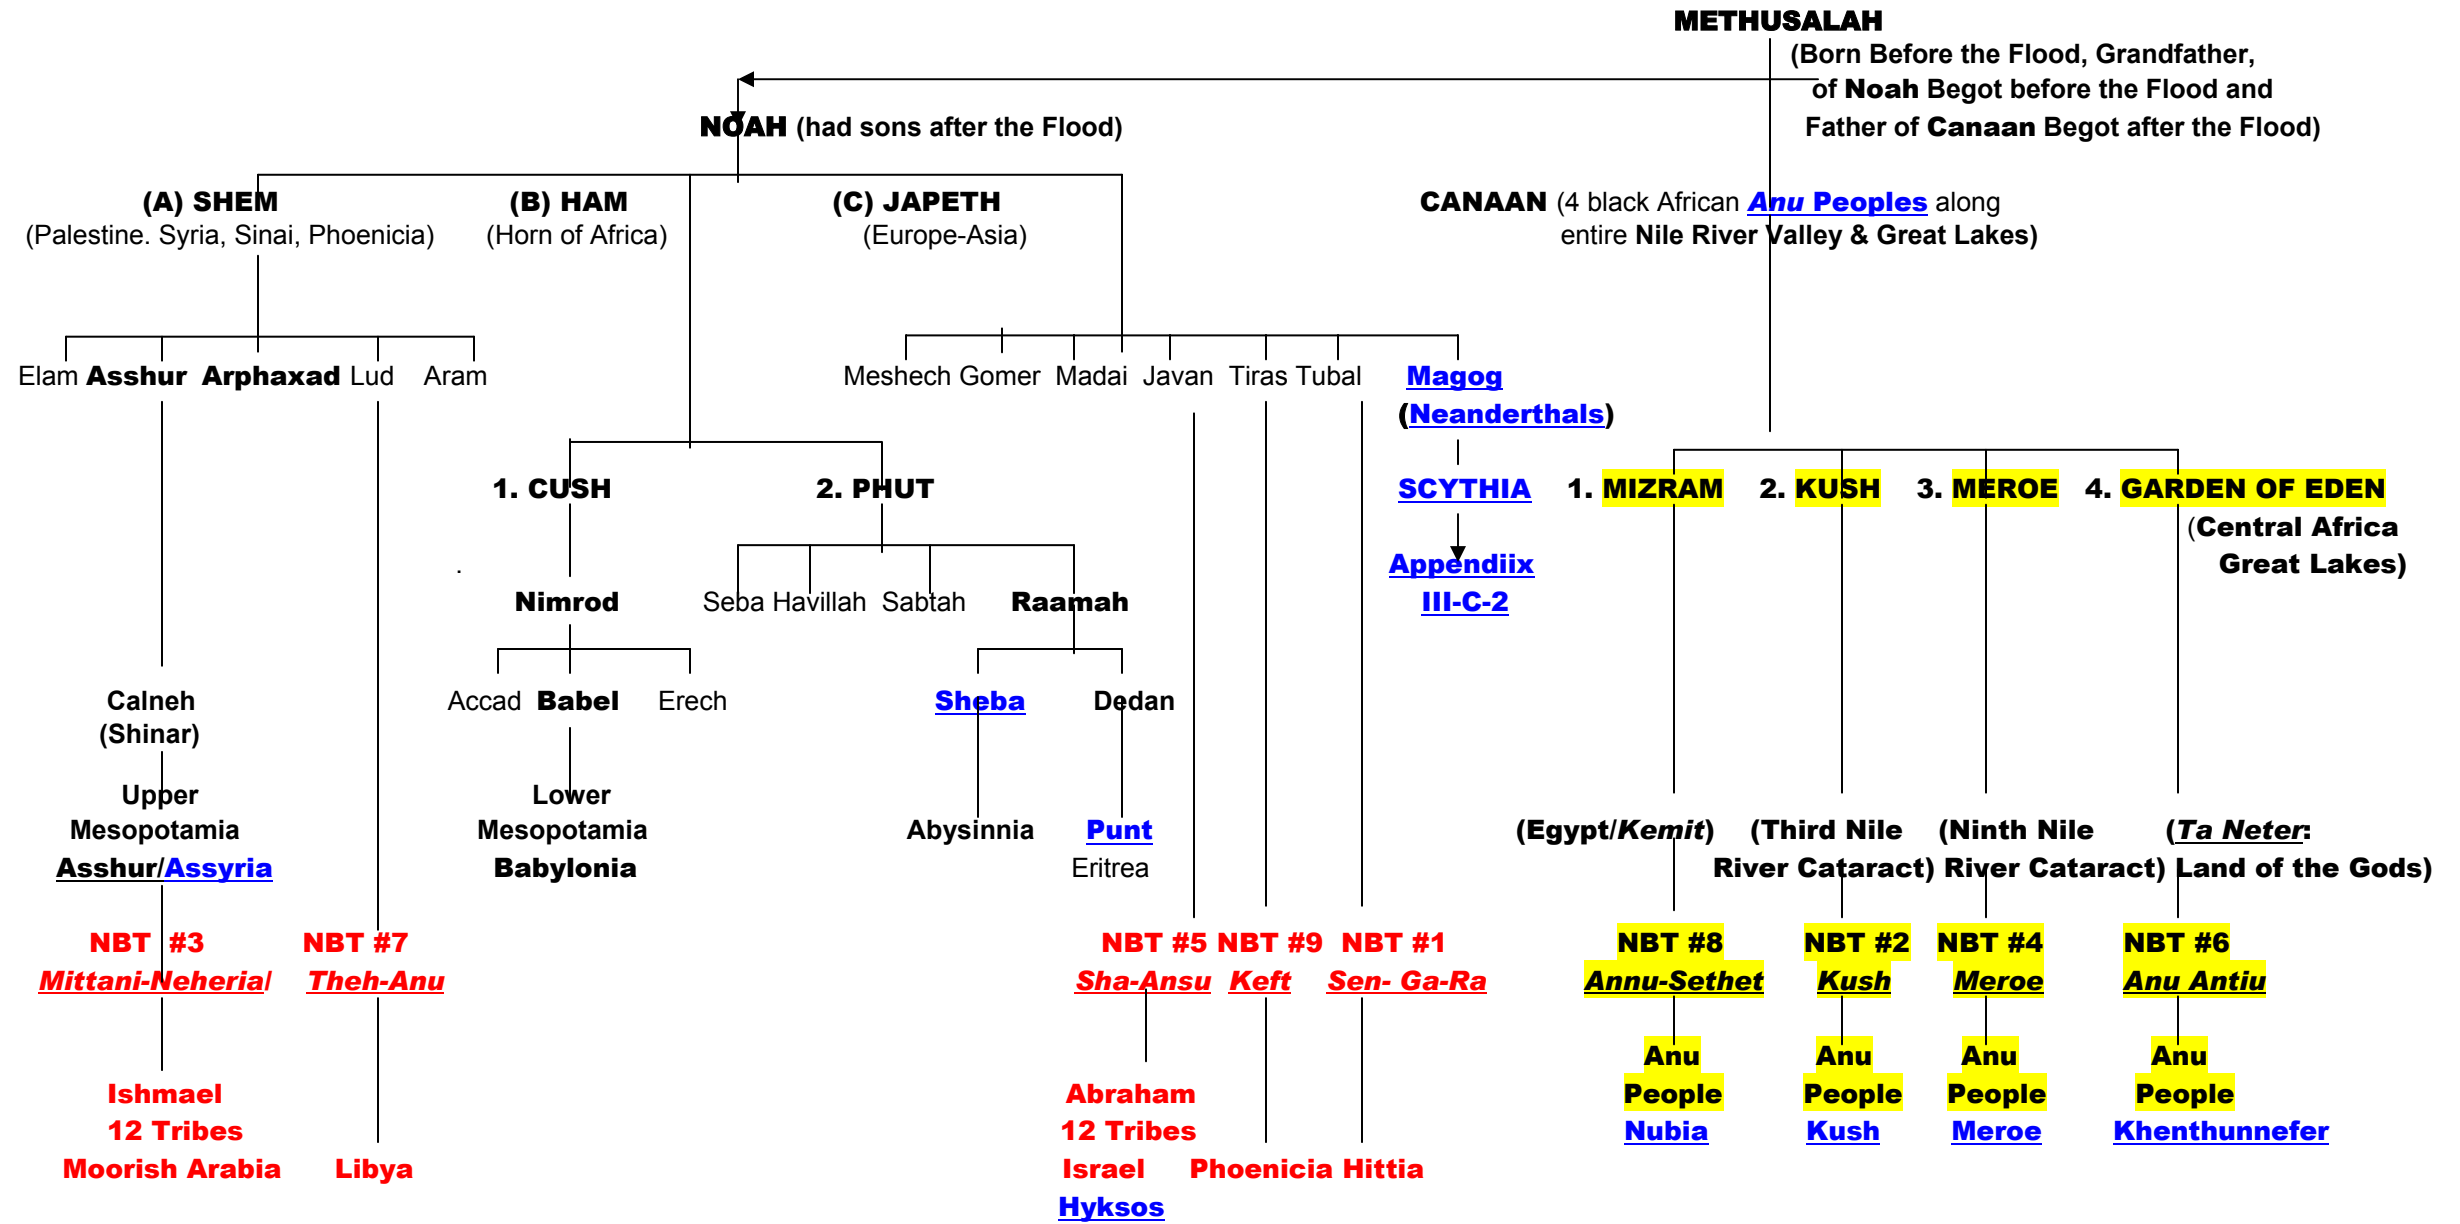 METHUSALAH
(Born Before the Flood, Grandfather,
of Noah Begot before the Flood and
NOAH (had sons after the Flood)
Father of Canaan Begot after the Flood)
(A) SHEM (B) HAM (C) JAPETH CANAAN (4 black African Anu Peoples along
(Palestine. Syria, Sinai, Phoenicia) (Horn of Africa) (Europe-Asia) entire Nile River Valley & Great Lakes)
Elam Asshur Arphaxad Lud Aram Meshech Gomer Madai Javan Tiras Tubal Magog
(Neanderthals)
1. CUSH 2. PHUT SCYTHIA 1. MIZRAM 2. KUSH 3. MEROE 4. GARDEN OF EDEN
(Central Africa
. Appendiix Great Lakes)
Nimrod Seba Havillah Sabtah Raamah III-C-2
Calneh Accad Babel Erech Sheba Dedan
(Shinar)
Upper Lower
Mesopotamia Mesopotamia Abysinnia Punt (Egypt/Kemit) (Third Nile (Ninth Nile (Ta Neter:
Asshur/Assyria Babylonia Eritrea River Cataract) River Cataract) Land of the Gods)
NBT #3 NBT #7 NBT #5 NBT #9 NBT #1 NBT #8 NBT #2 NBT #4 NBT #6
Mittani-Neheria/ Theh-Anu Sha-Ansu Keft Sen- Ga-Ra Annu-Sethet Kush Meroe Anu Antiu
Anu Anu Anu Anu
Ishmael Abraham People People People People
12 Tribes 12 Tribes Nubia Kush Meroe Khenthunnefer
Moorish Arabia Libya Israel Phoenicia Hittia
Hyksos